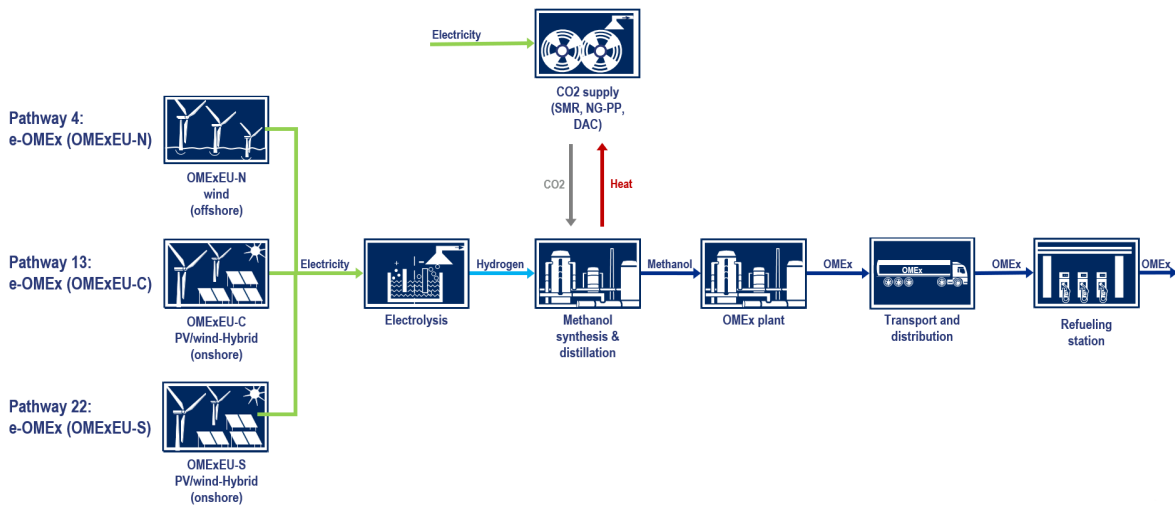 Electricity
CO2 supply
(SMR, NG-PP,
DAC)
Pathway 4:
e-OMEx (OMExEU-N)
OMExEU-N
wind
(offshore)
CO2
Heat
Pathway 13:
e-OMEx (OMExEU-C)
OMExEU-C
PV/wind-Hybrid
(onshore)
Electricity
Electrolysis
Hydrogen
Methanol
synthesis &
distillation
Methanol
OMEx plant
OMEx
OMEx
Transport and
distribution
OMEx
Refueling
station
OMEx
Pathway 22:
e-OMEx (OMExEU-S)
OMExEU-S
PV/wind-Hybrid
(onshore)